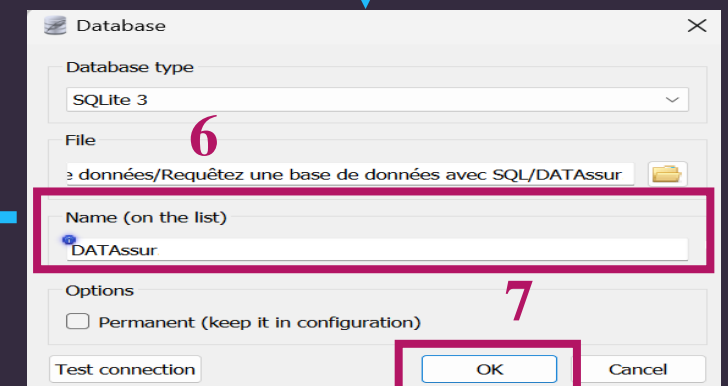 Database
Database type
SQLite 3
6
File
e données/Requêtez une base de données avec SQL/DATAssur
Name (on the list)
DATAssur
Options
7
Permanent (keep it in configuration)
Test connection
OK
Cancel